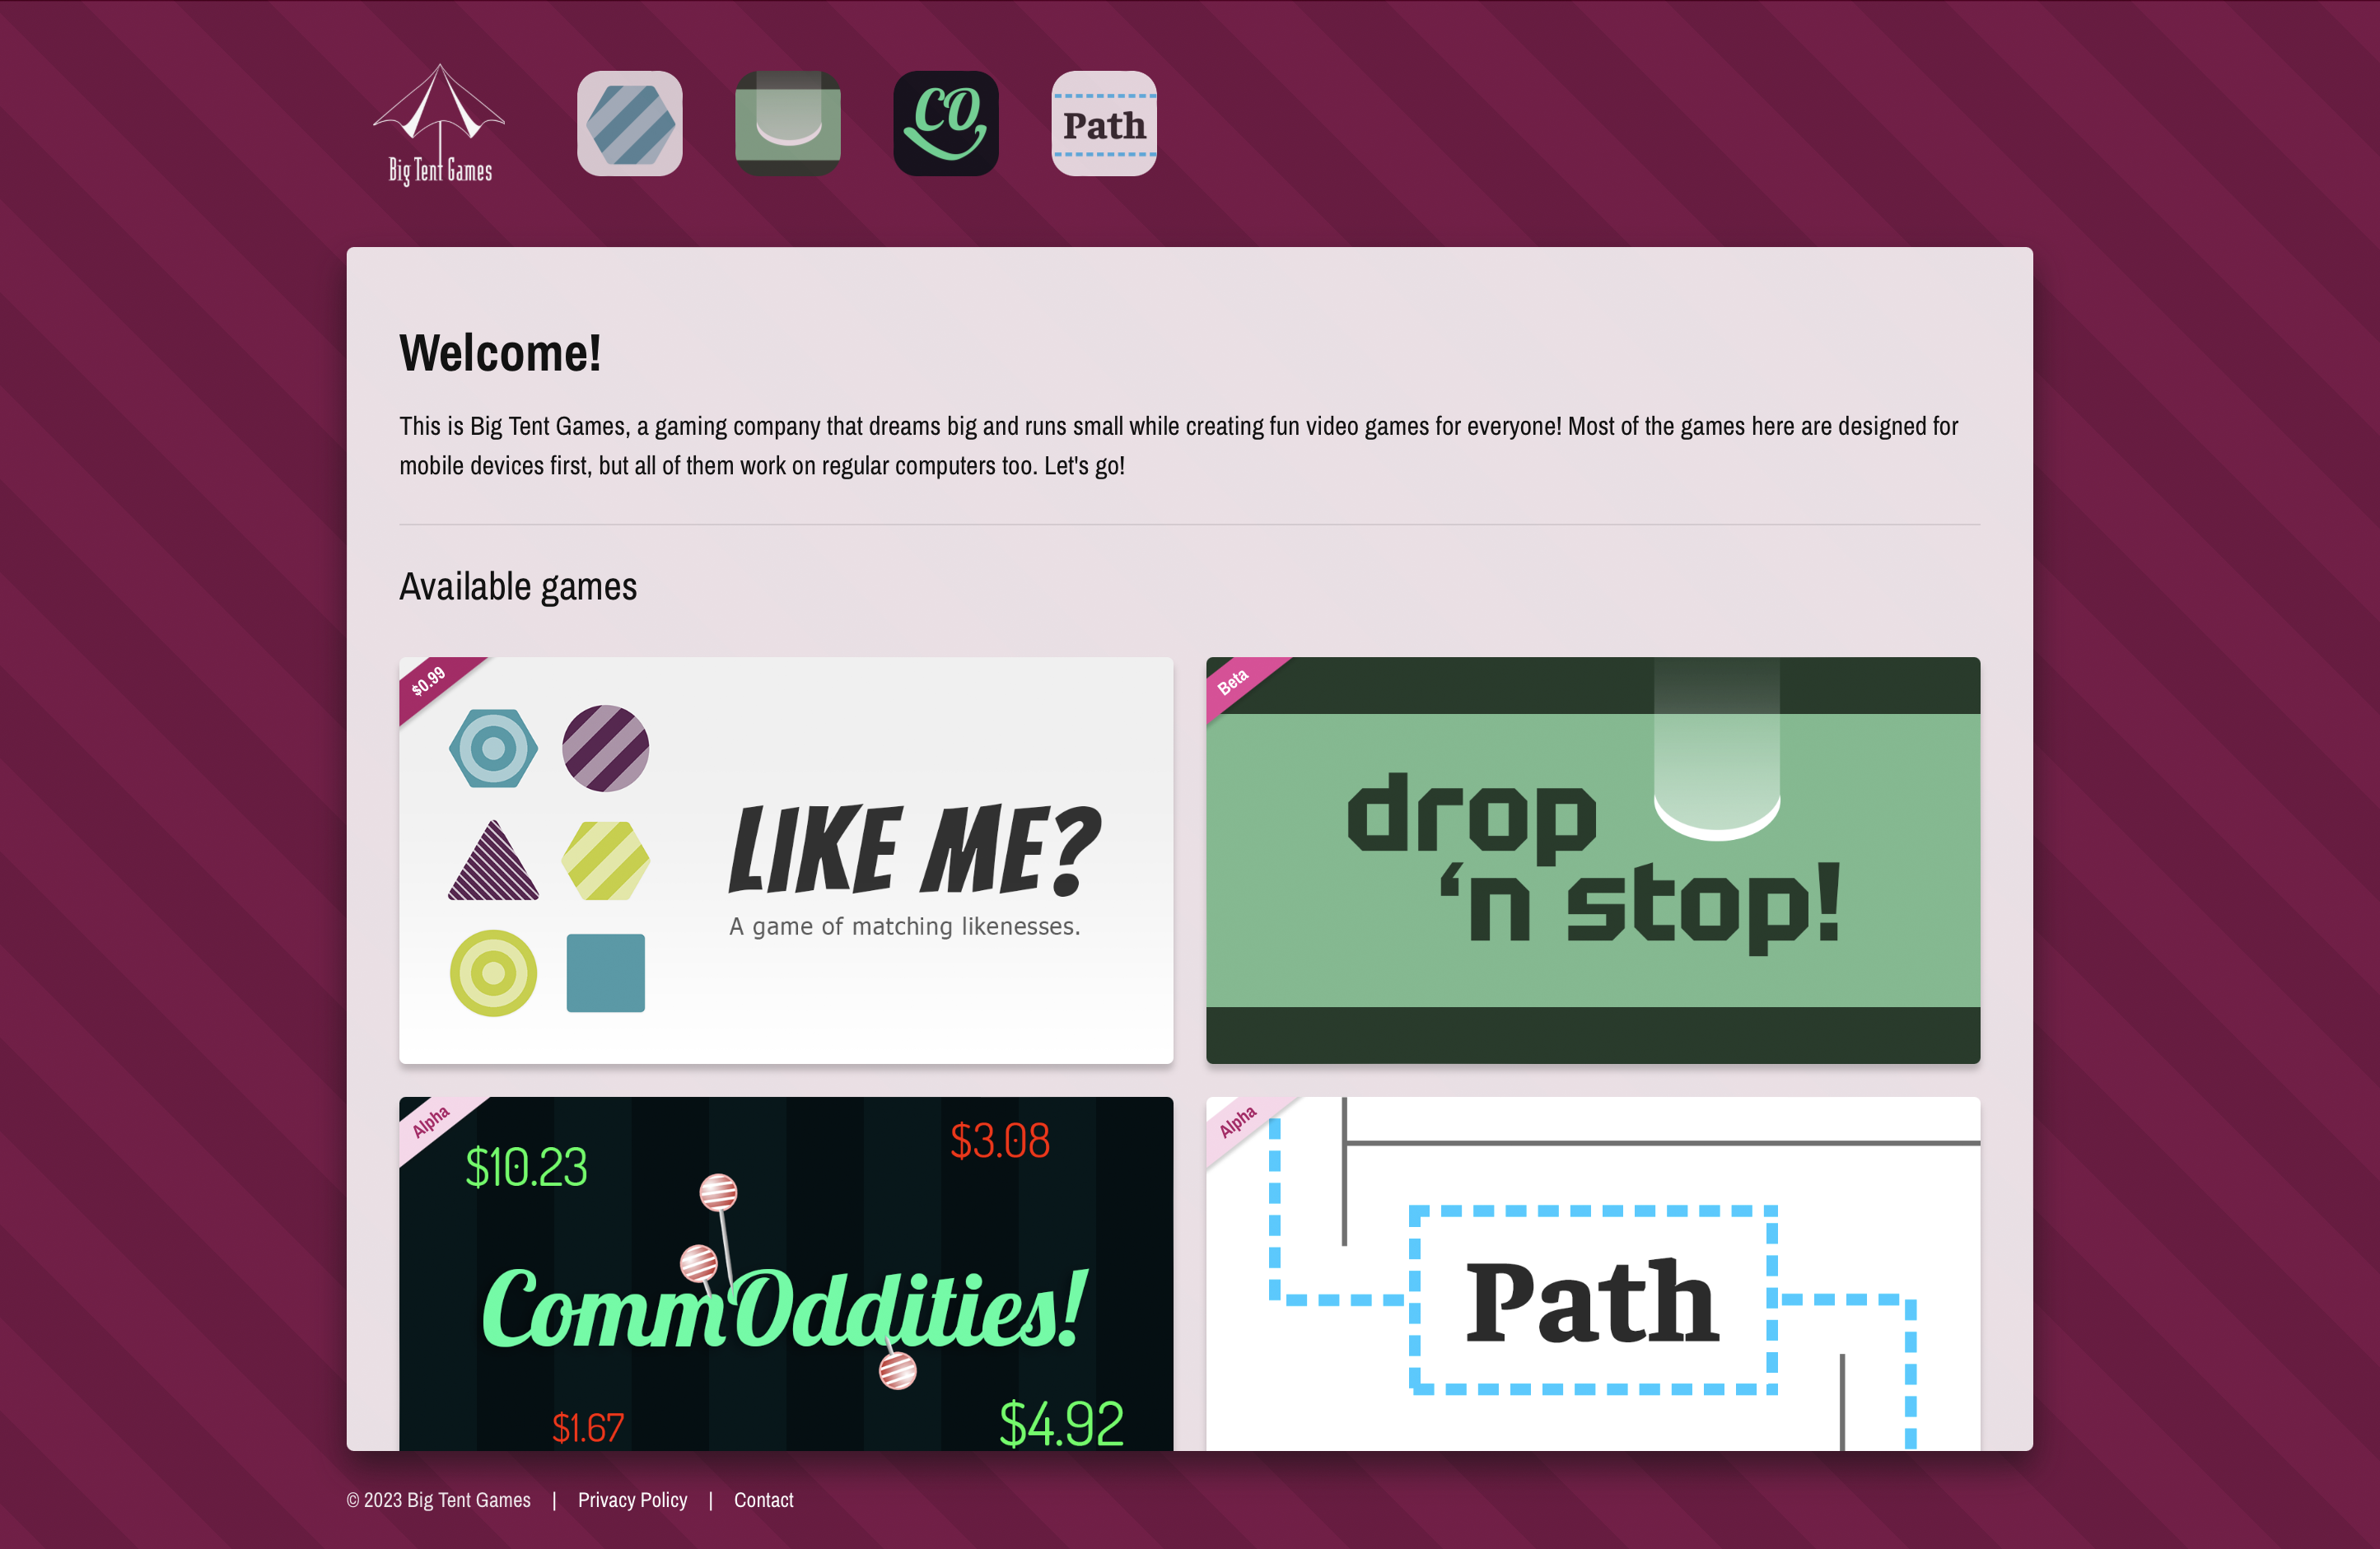 Big Tent Games
CO
Path
Welcome!
This is Big Tent Games, a gaming company that dreams big and runs small while creating fun video games for everyone! Most of the games here are designed for
mobile devices first, but all of them work on regular computers too. Let's go!
Available games
$0.99
LIKE ME?
A game of matching likenesses.
Beta
drop
‘n stop!
Alpha
$10.23
$3.08
CommOddities!
$1.67
$4.92
Alpha
Path
© 2023 Big Tent Games | Privacy Policy | Contact